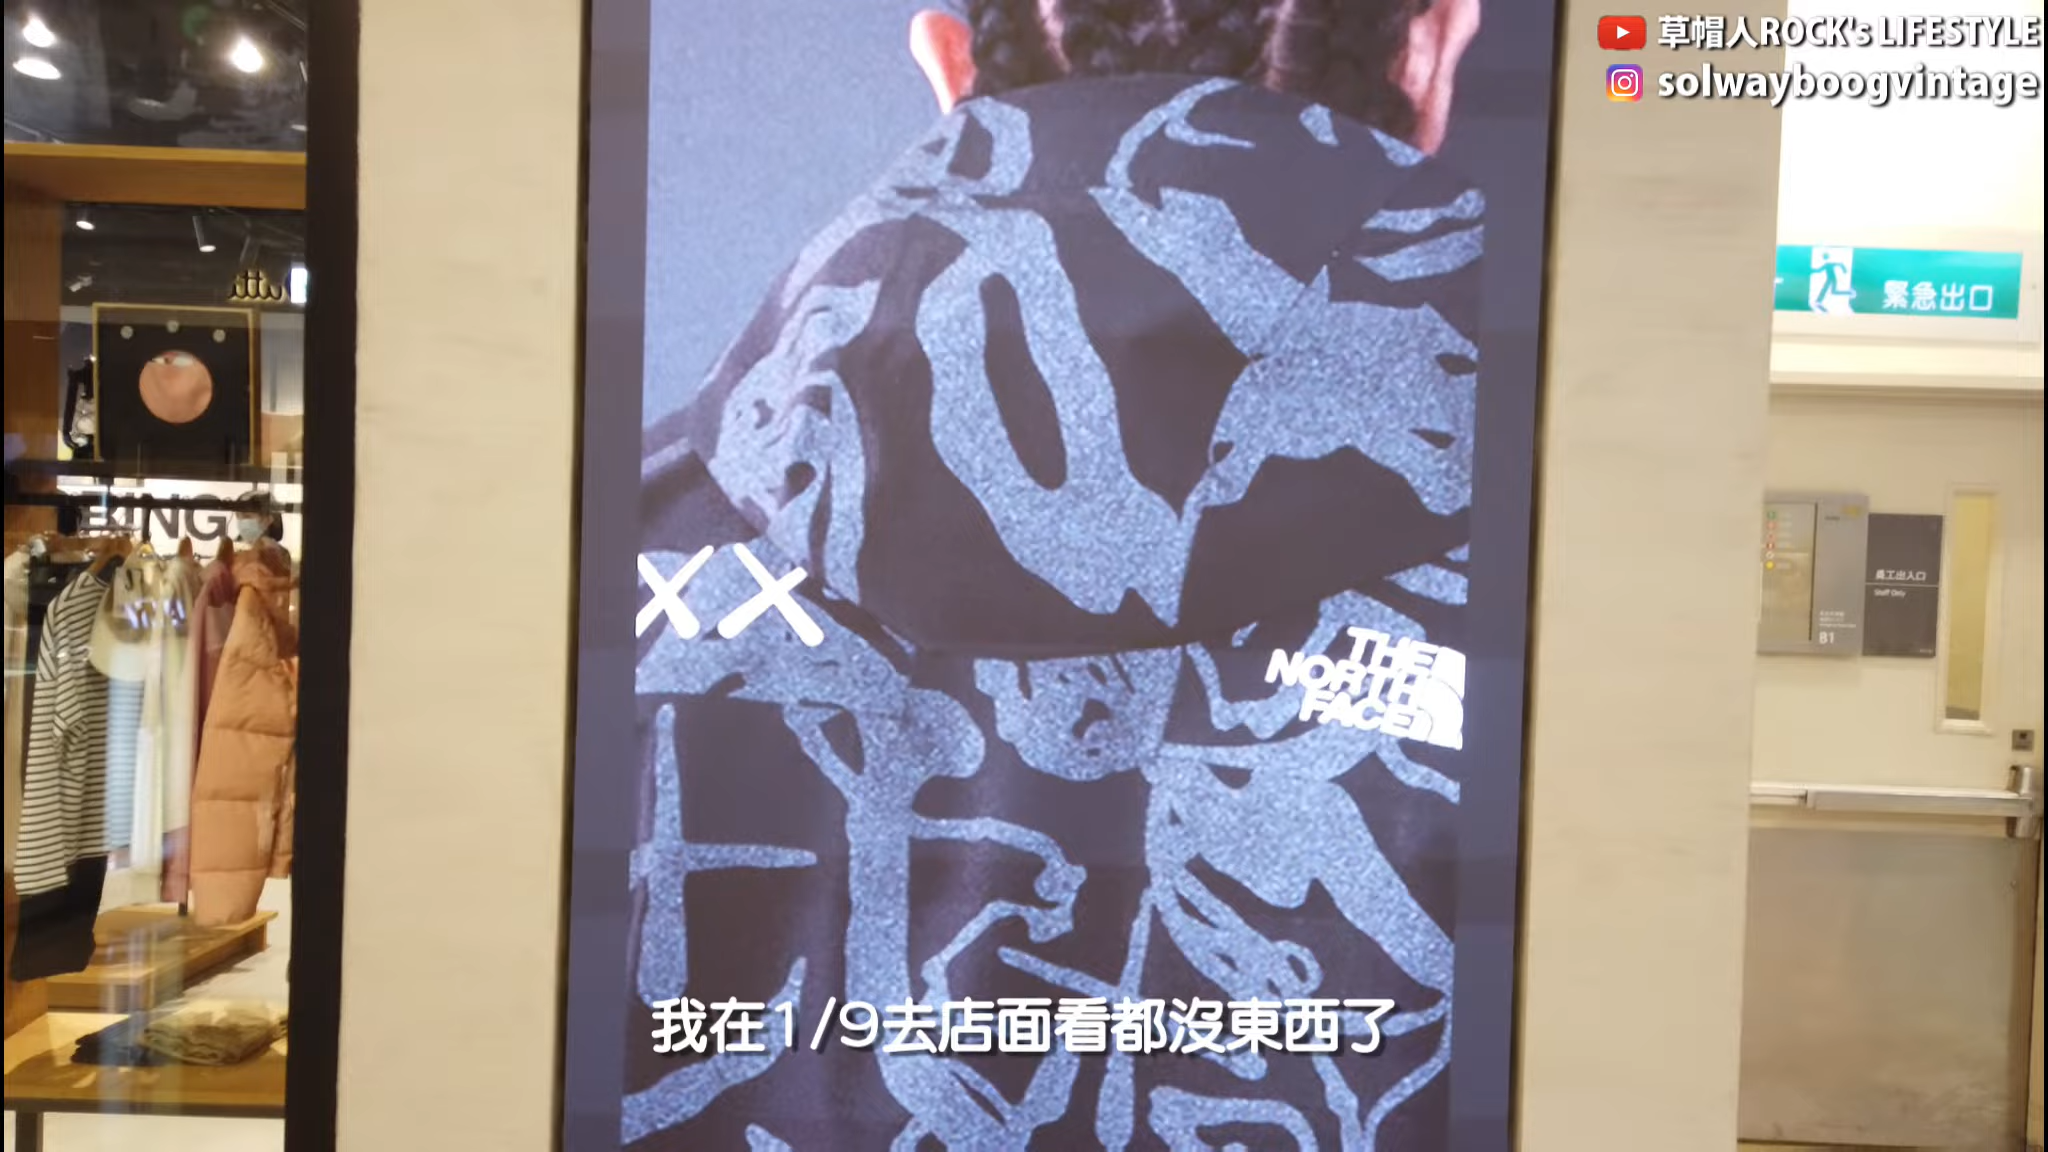 草帽人ROCK's LIFESTYLE
solwayboogvintage
緊急出口
XX
THE
NORTH
FACE
員工出入口
Staff Only
81
我在1/9去店面看都沒東西了